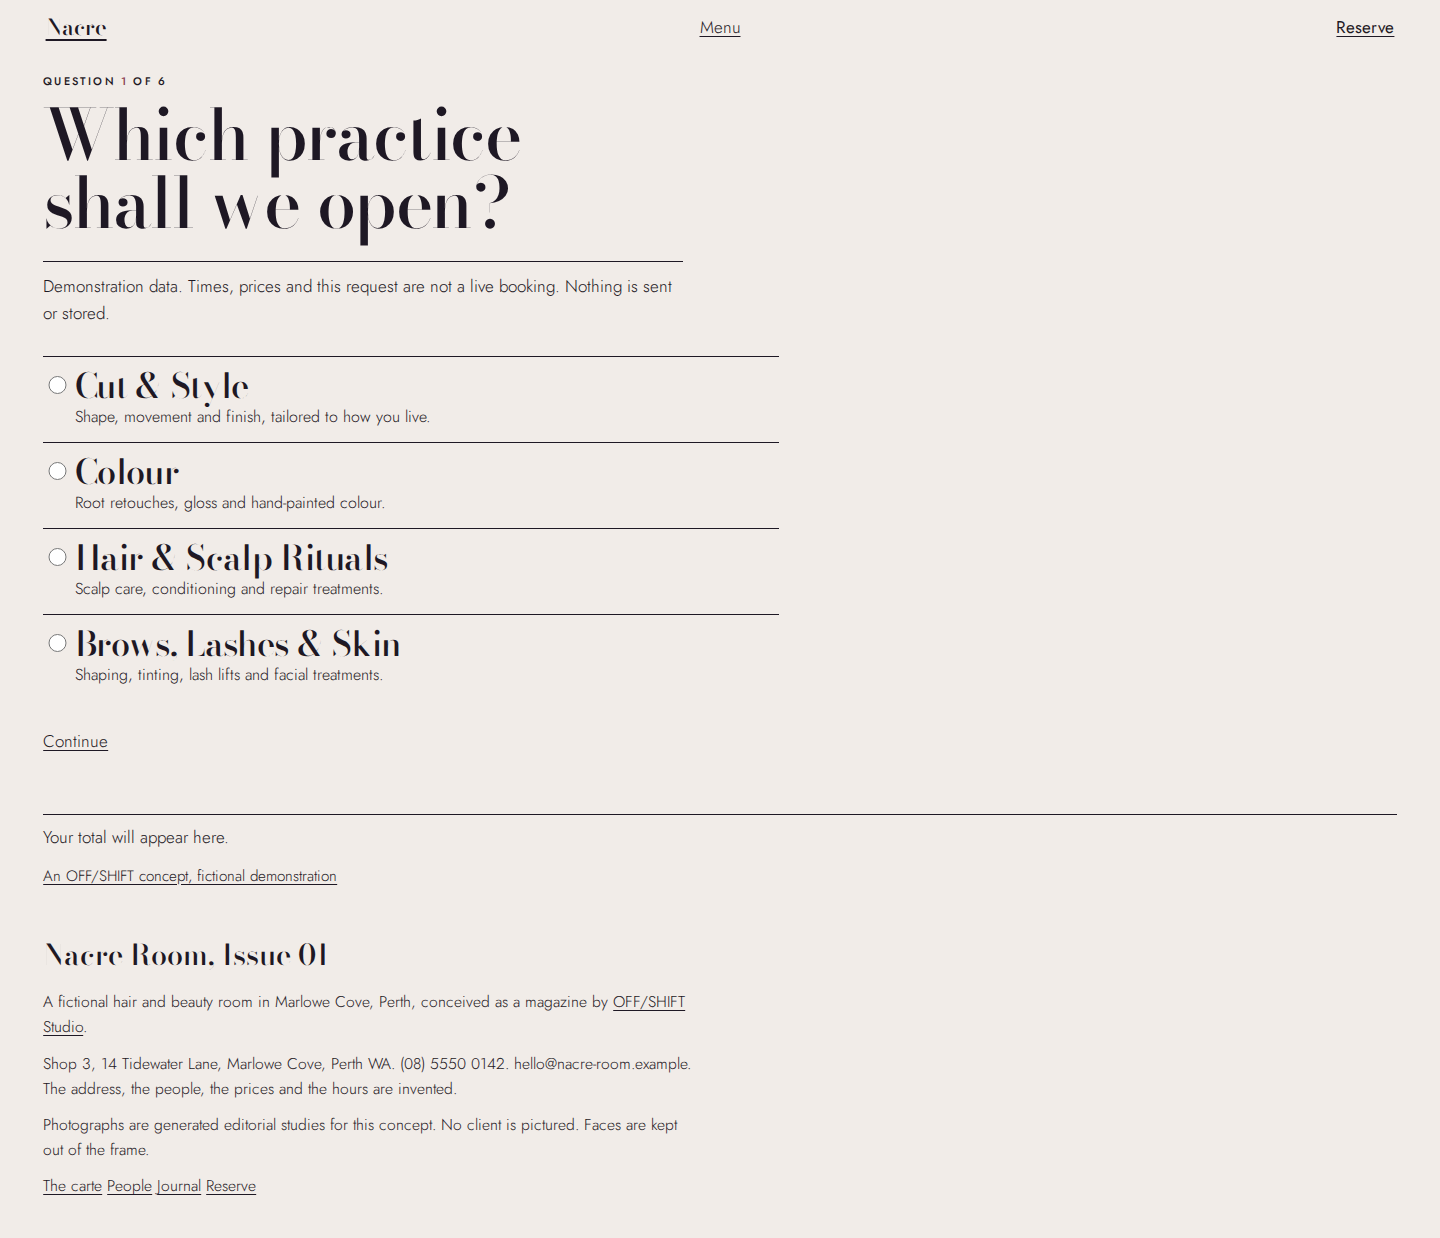 Nacre
Menu
Reserve
QUESTION 1 OF 6
Which practice
shall we open?
Demonstration data. Times, prices and this request are not a live booking. Nothing is sent
or stored.
Cut & Style
Shape, movement and finish, tailored to how you live.
Colour
Root retouches, gloss and hand-painted colour.
Hair & Scalp Rituals
Scalp care, conditioning and repair treatments.
Brows, Lashes & Skin
Shaping, tinting, lash lifts and facial treatments.
Continue
Your total will appear here.
An OFF/SHIFT concept, fictional demonstration
Nacre Room, Issue 01
A fictional hair and beauty room in Marlowe Cove, Perth, conceived as a magazine by OFF/SHIFT
Studio.
Shop 3, 14 Tidewater Lane, Marlowe Cove, Perth WA. (08) 5550 0142. hello@nacre-room.example.
The address, the people, the prices and the hours are invented.
Photographs are generated editorial studies for this concept. No client is pictured. Faces are kept
out of the frame.
The carte People Journal Reserve